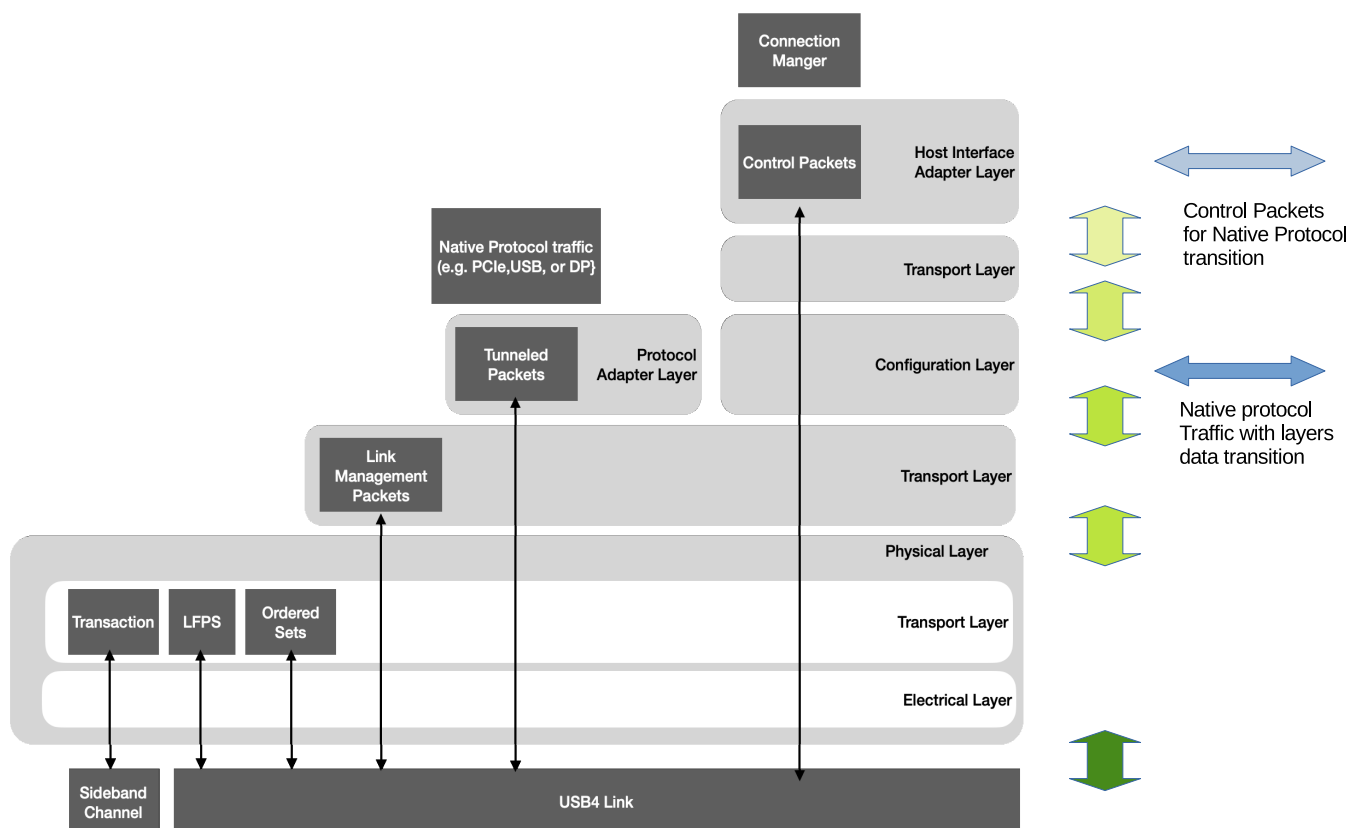 Connection
Manger
Control Packets
Host Interface
Adapter Layer
Control Packets
for Native Protocol
transition
Native Protocol traffic
(e.g. PCIe,USB, or DP}
Transport Layer
Tunneled
Packets
Protocol
Adapter Layer
Configuration Layer
Native protocol
Traffic with layers
data transition
Link
Management
Packets
Transport Layer
Physical Layer
Transaction
LFPS
Ordered
Sets
Transport Layer
Electrical Layer
Sideband
Channel
USB4 Link